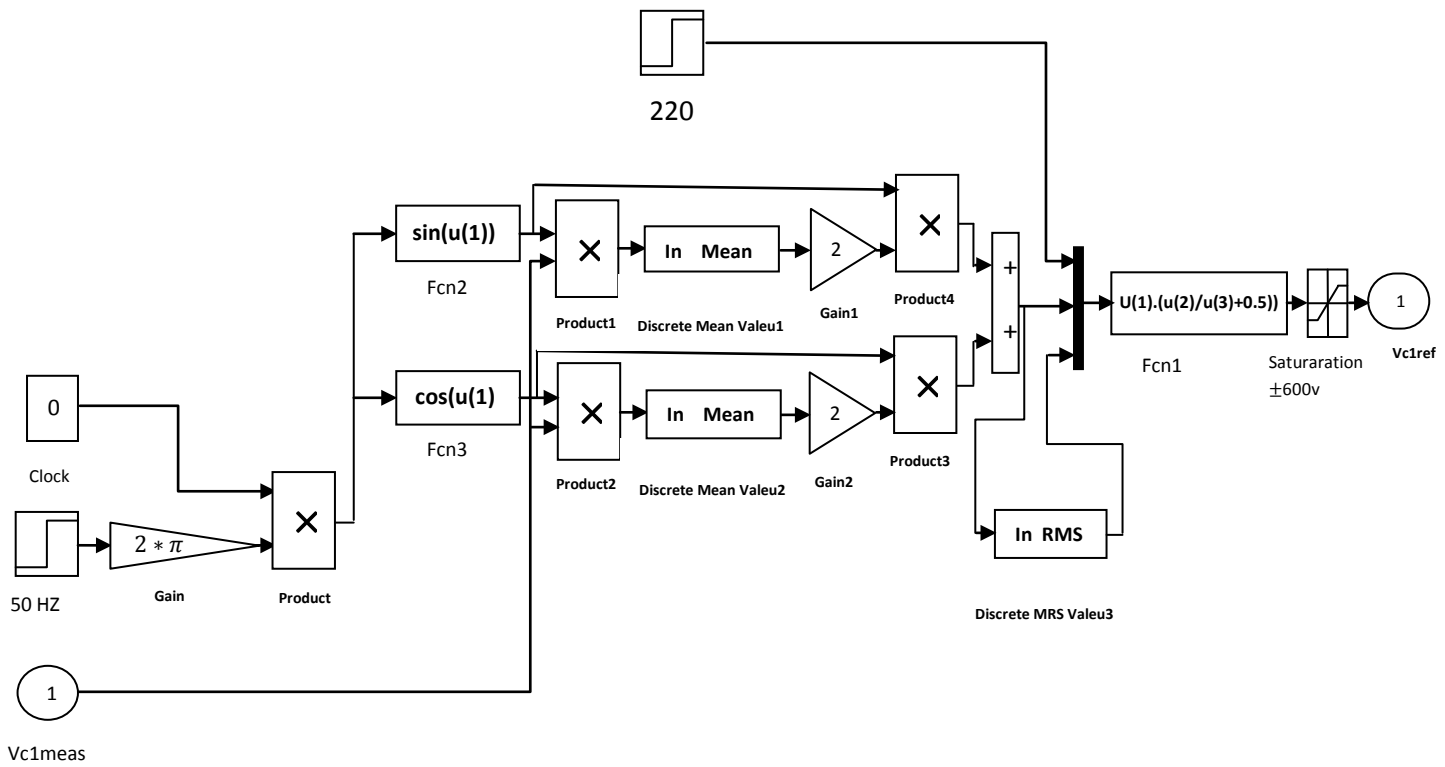 220
sin(u(1))
Fcn2
×
Product1
In Mean
Discrete Mean Valeu1
2
Gain1
×
Product4
+
+
U(1).(u(2)/u(3)+0.5))
Fcn1
Saturaration
±600v
1
Vc1ref
cos(u(1)
Fcn3
×
Product2
In Mean
Discrete Mean Valeu2
2
Gain2
×
Product3
0
Clock
50 HZ
2 * π
Gain
×
Product
In RMS
Discrete MRS Valeu3
1
Vc1meas